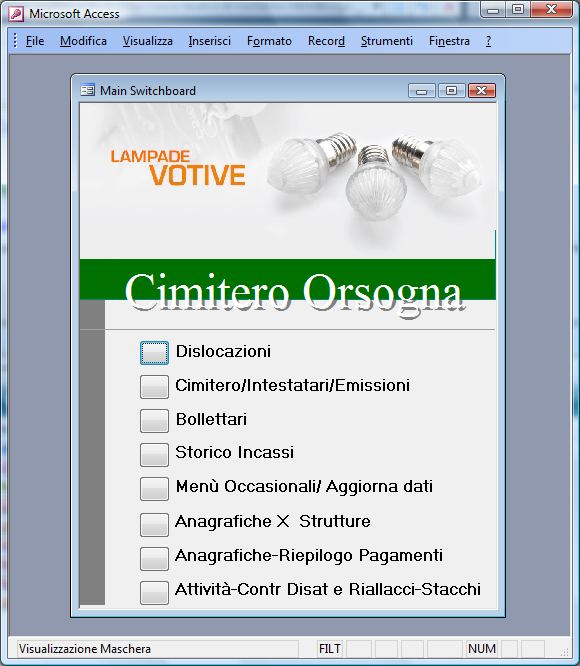 Microsoft Access
File Modifica Visualizza Inserisci Formato Record Strumenti Finestra ?
Main Switchboard
LAMPADE
VOTIVE
Cimitero Orsogna
Dislocazioni
Cimitero/Intestatari/Emissioni
Bollettari
Storico Incassi
Menù Occasionali/ Aggiorna dati
Anagrafiche X Strutture
Anagrafiche-Riepilogo Pagamenti
Attività-Contr Disat e Riallacci-Stacchi
Visualizzazione Maschera FILT NUM